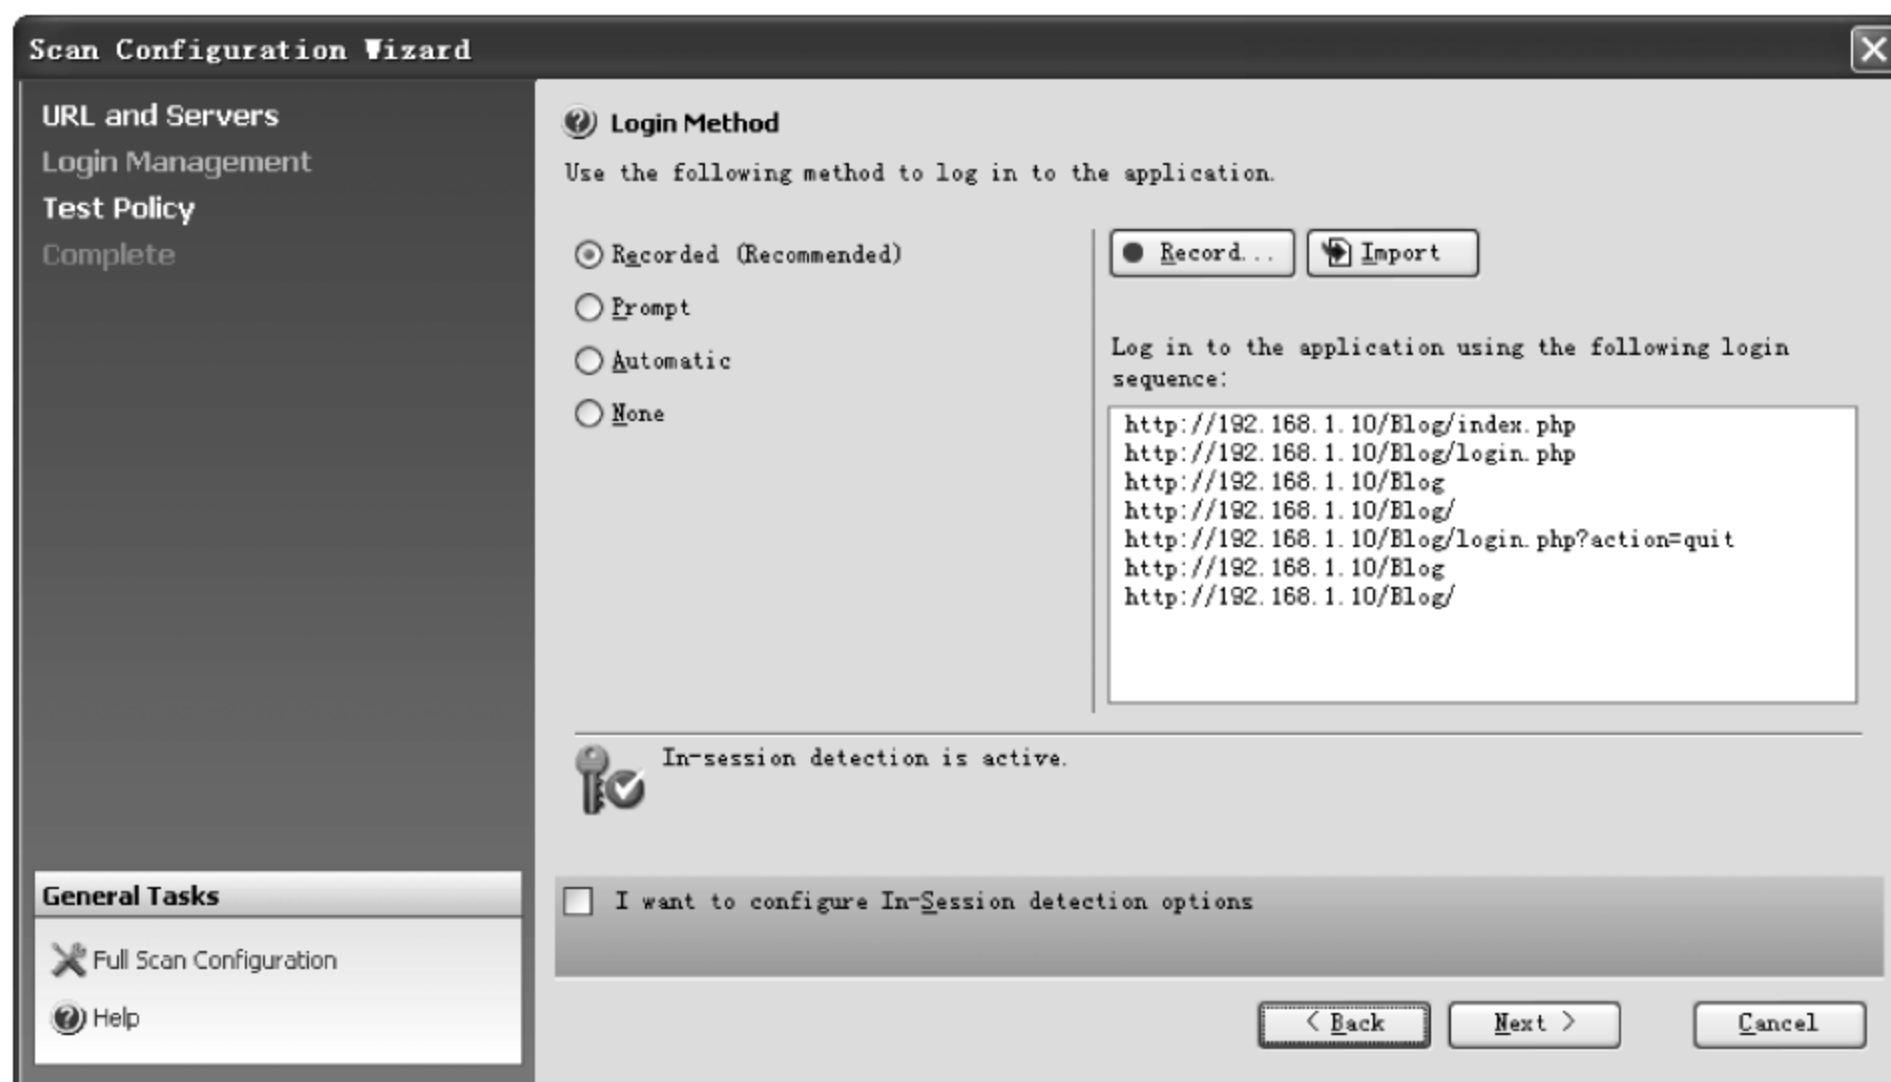 Scan Configuration Wizard
URL and Servers
Login Management
Test Policy
Complete
Login Method
Use the following method to log in to the application.
Recorded (Recommended)
Prompt
Automatic
None
Record...
Import
Log in to the application using the following login
sequence:
http://192.168.1.10/Blog/index.php
http://192.168.1.10/Blog/login.php
http://192.168.1.10/Blog
http://192.168.1.10/Blog/
http://192.168.1.10/Blog/login.php?action=quit
http://192.168.1.10/Blog
http://192.168.1.10/Blog/
In-session detection is active.
General Tasks
Full Scan Configuration
Help
I want to configure In-Session detection options
< Back
Next >
Cancel